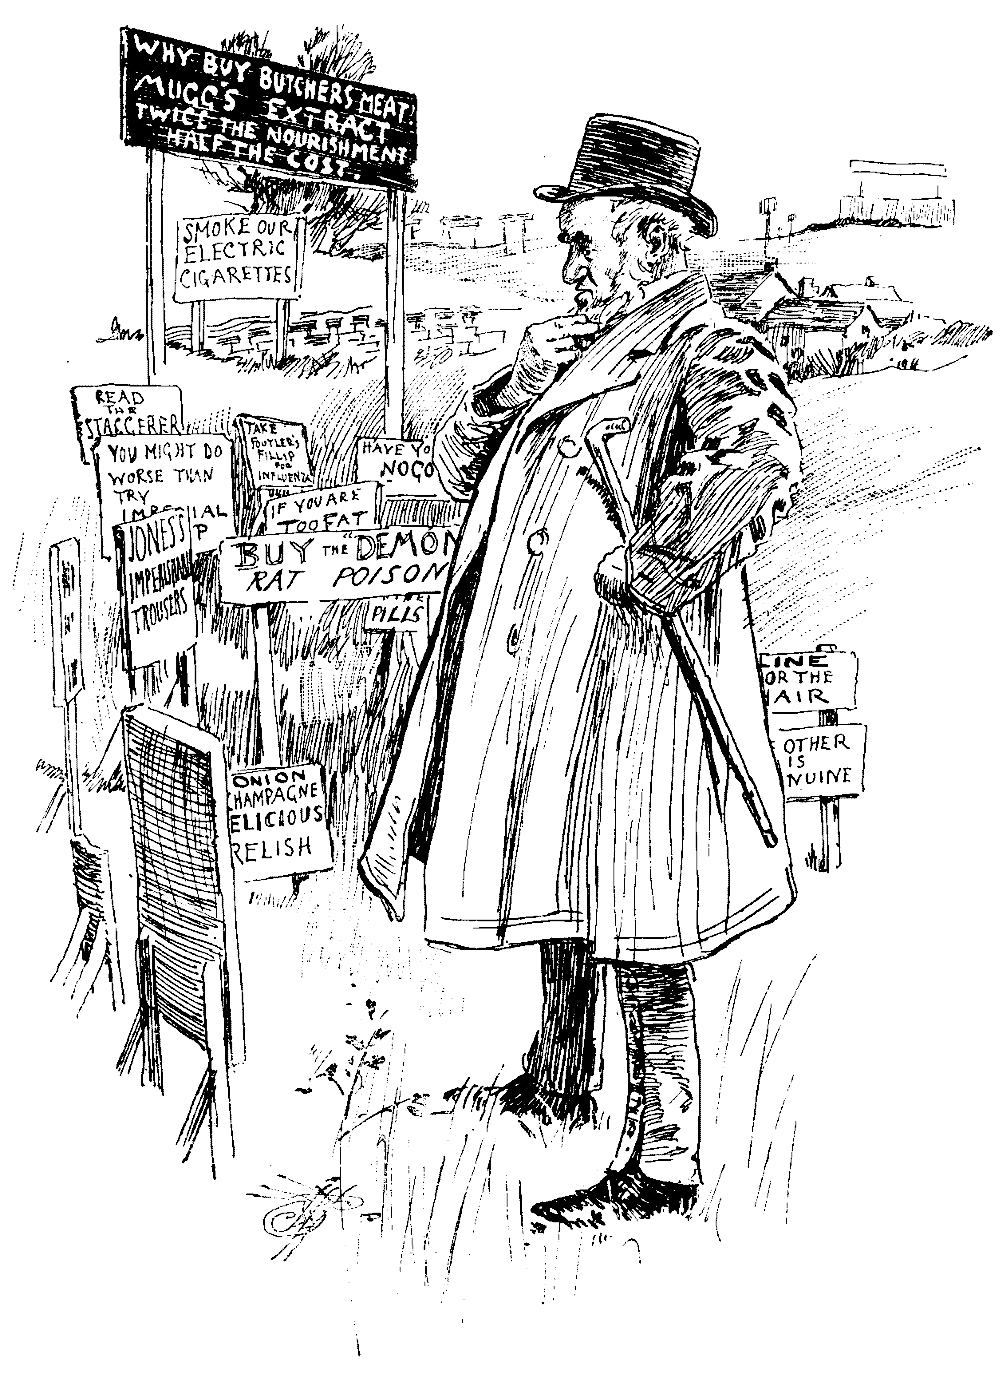 WHY BUY BUTCHERS MEAT?
MUGG'S EXTRACT
TWICE THE NOURISHMENT
HALF THE COST.
SMOKE OUR
ELECTRIC
CIGARETTES
READ
THE
STAGGERER
YOU MIGHT DO
WORSE THAN
TRY
IMPERIAL
P
JONES'S
IMPERISHABLE
TROUSERS
TAKE
FOOTLER'S
FILLIP
FOR
INFLUENZA
HAVE YO
NOGO
IF YOU ARE
TOO FAT
BUY THE "DEMON
RAT POISON
PILLS
ONION
CHAMPAGNE
ELICIOUS
RELISH
CINE
OR THE
AIR
OTHER
IS
NUINE